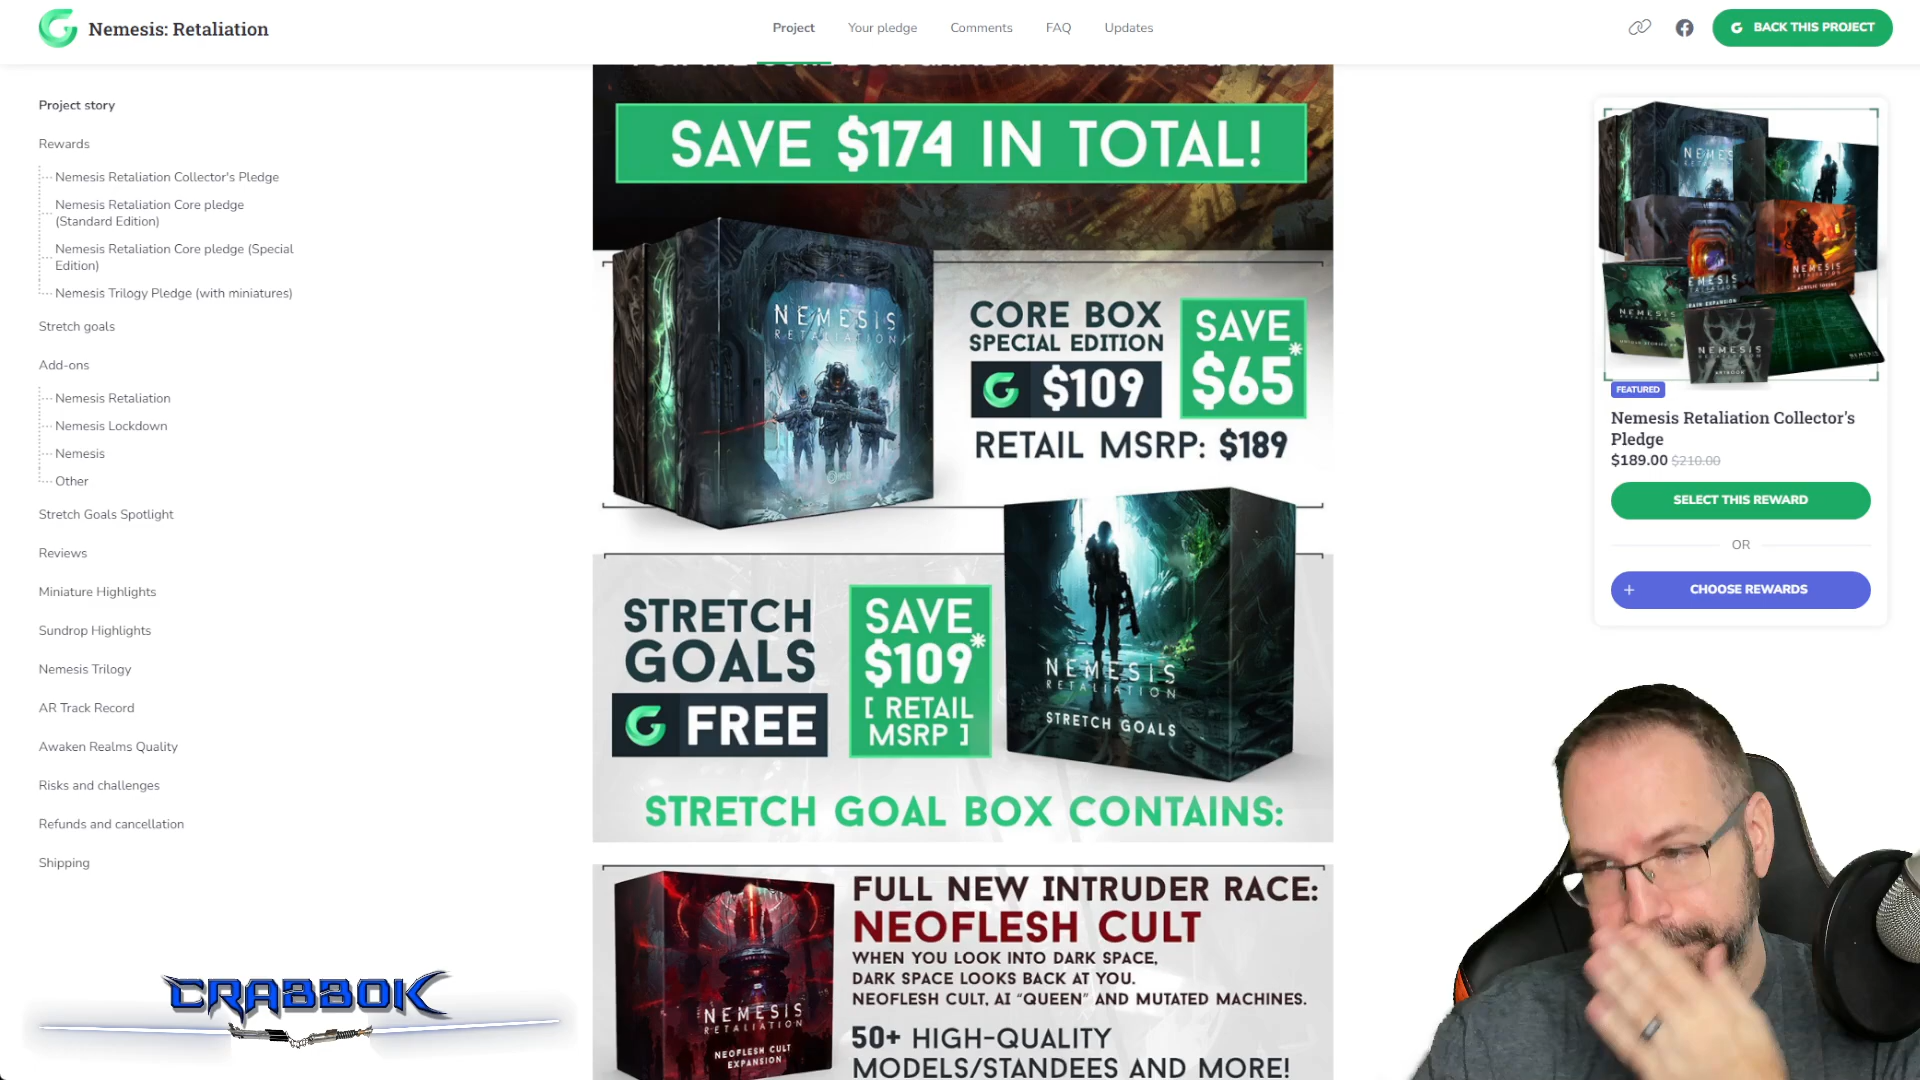 Nemesis: Retaliation
Project
Your pledge
Comments
FAQ
Updates
BACK THIS PROJECT
Project story
Rewards
Nemesis Retaliation Collector's Pledge
Nemesis Retaliation Core pledge
(Standard Edition)
Nemesis Retaliation Core pledge (Special
Edition)
Nemesis Trilogy Pledge (with miniatures)
Stretch goals
Add-ons
Nemesis Retaliation
Nemesis Lockdown
Nemesis
Other
Stretch Goals Spotlight
Reviews
Miniature Highlights
Sundrop Highlights
Nemesis Trilogy
AR Track Record
Awaken Realms Quality
Risks and challenges
Refunds and cancellation
Shipping
CRABBOK
SAVE $174 IN TOTAL!
NEMESIS
RETALIATION
CORE BOX
SPECIAL EDITION
$109
SAVE
$65*
RETAIL MSRP: $189
STRETCH
GOALS
FREE
SAVE
$109*
[ RETAIL
MSRP ]
NEMESIS
RETALIATION
STRETCH GOALS
STRETCH GOAL BOX CONTAINS:
NEMESIS
RETALIATION
NEOFLESH CULT
EXPANSION
FULL NEW INTRUDER RACE:
NEOFLESH CULT
WHEN YOU LOOK INTO DARK SPACE,
DARK SPACE LOOKS BACK AT YOU.
NEOFLESH CULT, AI “QUEEN” AND MUTATED MACHINES.
50+ HIGH-QUALITY
MODELS/STANDEES AND MORE!
NEMESIS
RETALIATION
NEMESIS
RETALIATION
NEMESIS
RETALIATION
ARTBOOK
FEATURED
Nemesis Retaliation Collector's
Pledge
$189.00 $210.00
SELECT THIS REWARD
OR
+ CHOOSE REWARDS